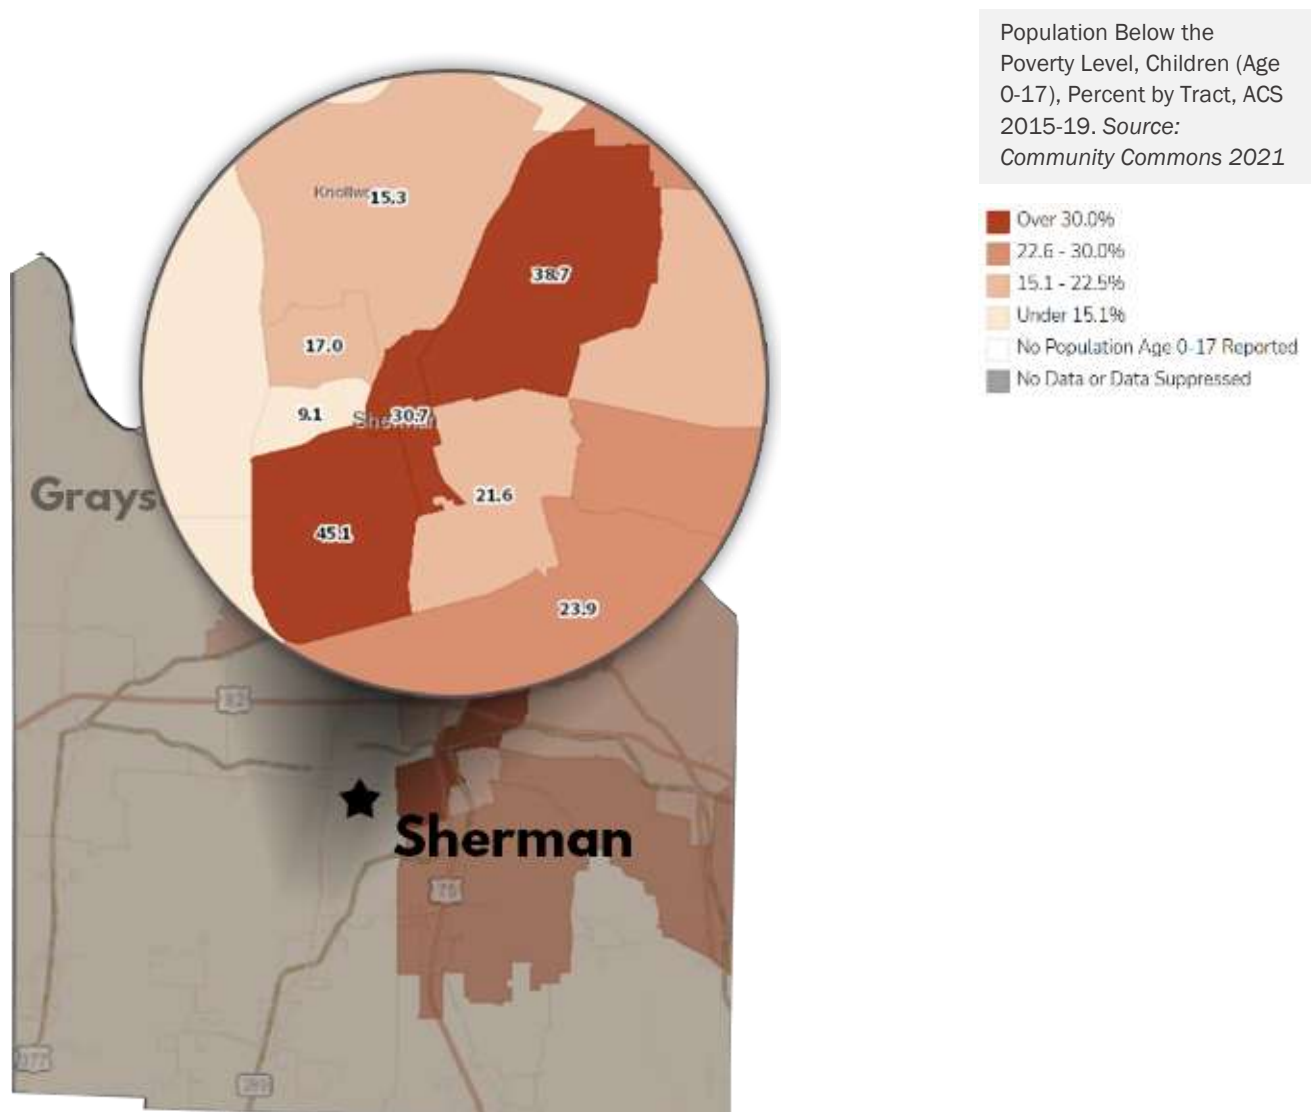 Population Below the
Poverty Level, Children (Age
0-17), Percent by Tract, ACS
2015-19. Source:
Community Commons 2021
Over 30.0%
22.6 - 30.0%
15.1 - 22.5%
Under 15.1%
No Population Age 0-17 Reported
No Data or Data Suppressed
15.3
38.7
17.0
9.1
30.7
21.6
45.1
23.9
Grays
82
Sherman
75
377
289